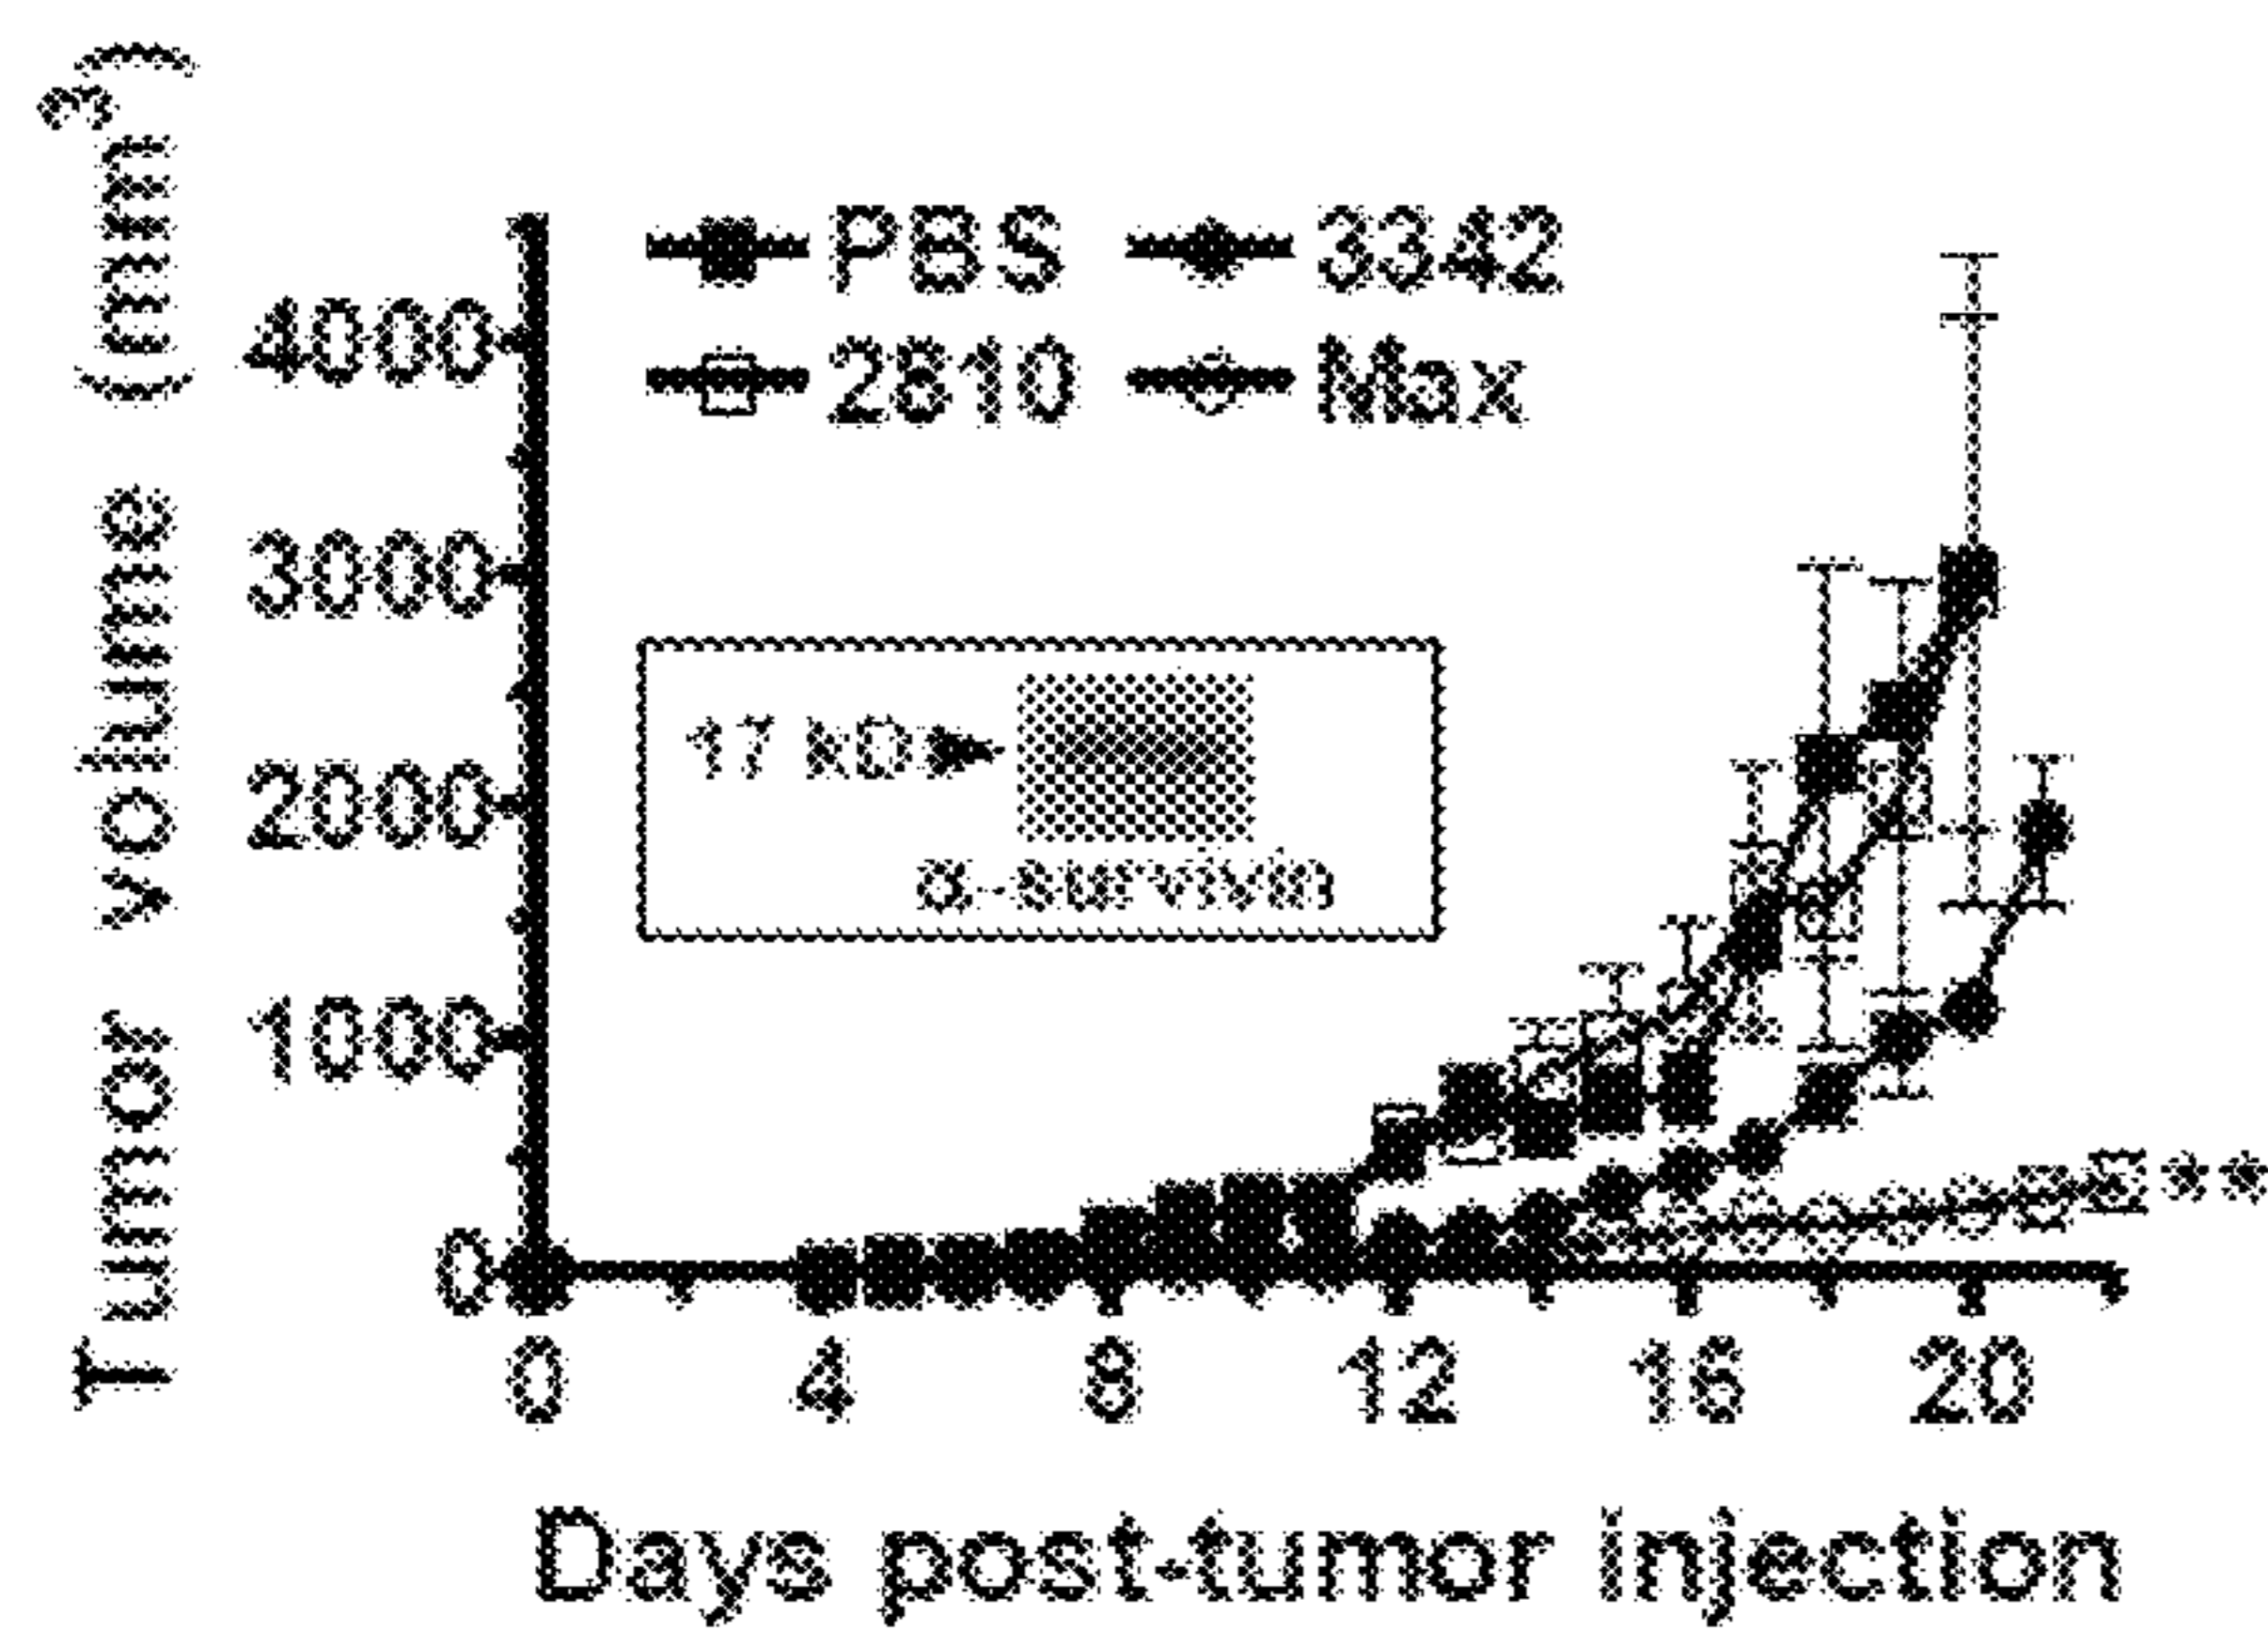 Tumor volume (mm³)
PBS 3342
2810 Max
4000
3000
2000
1000
0
17 kD
α-survivin
**
0 4 8 12 16 20
Days post-tumor injection